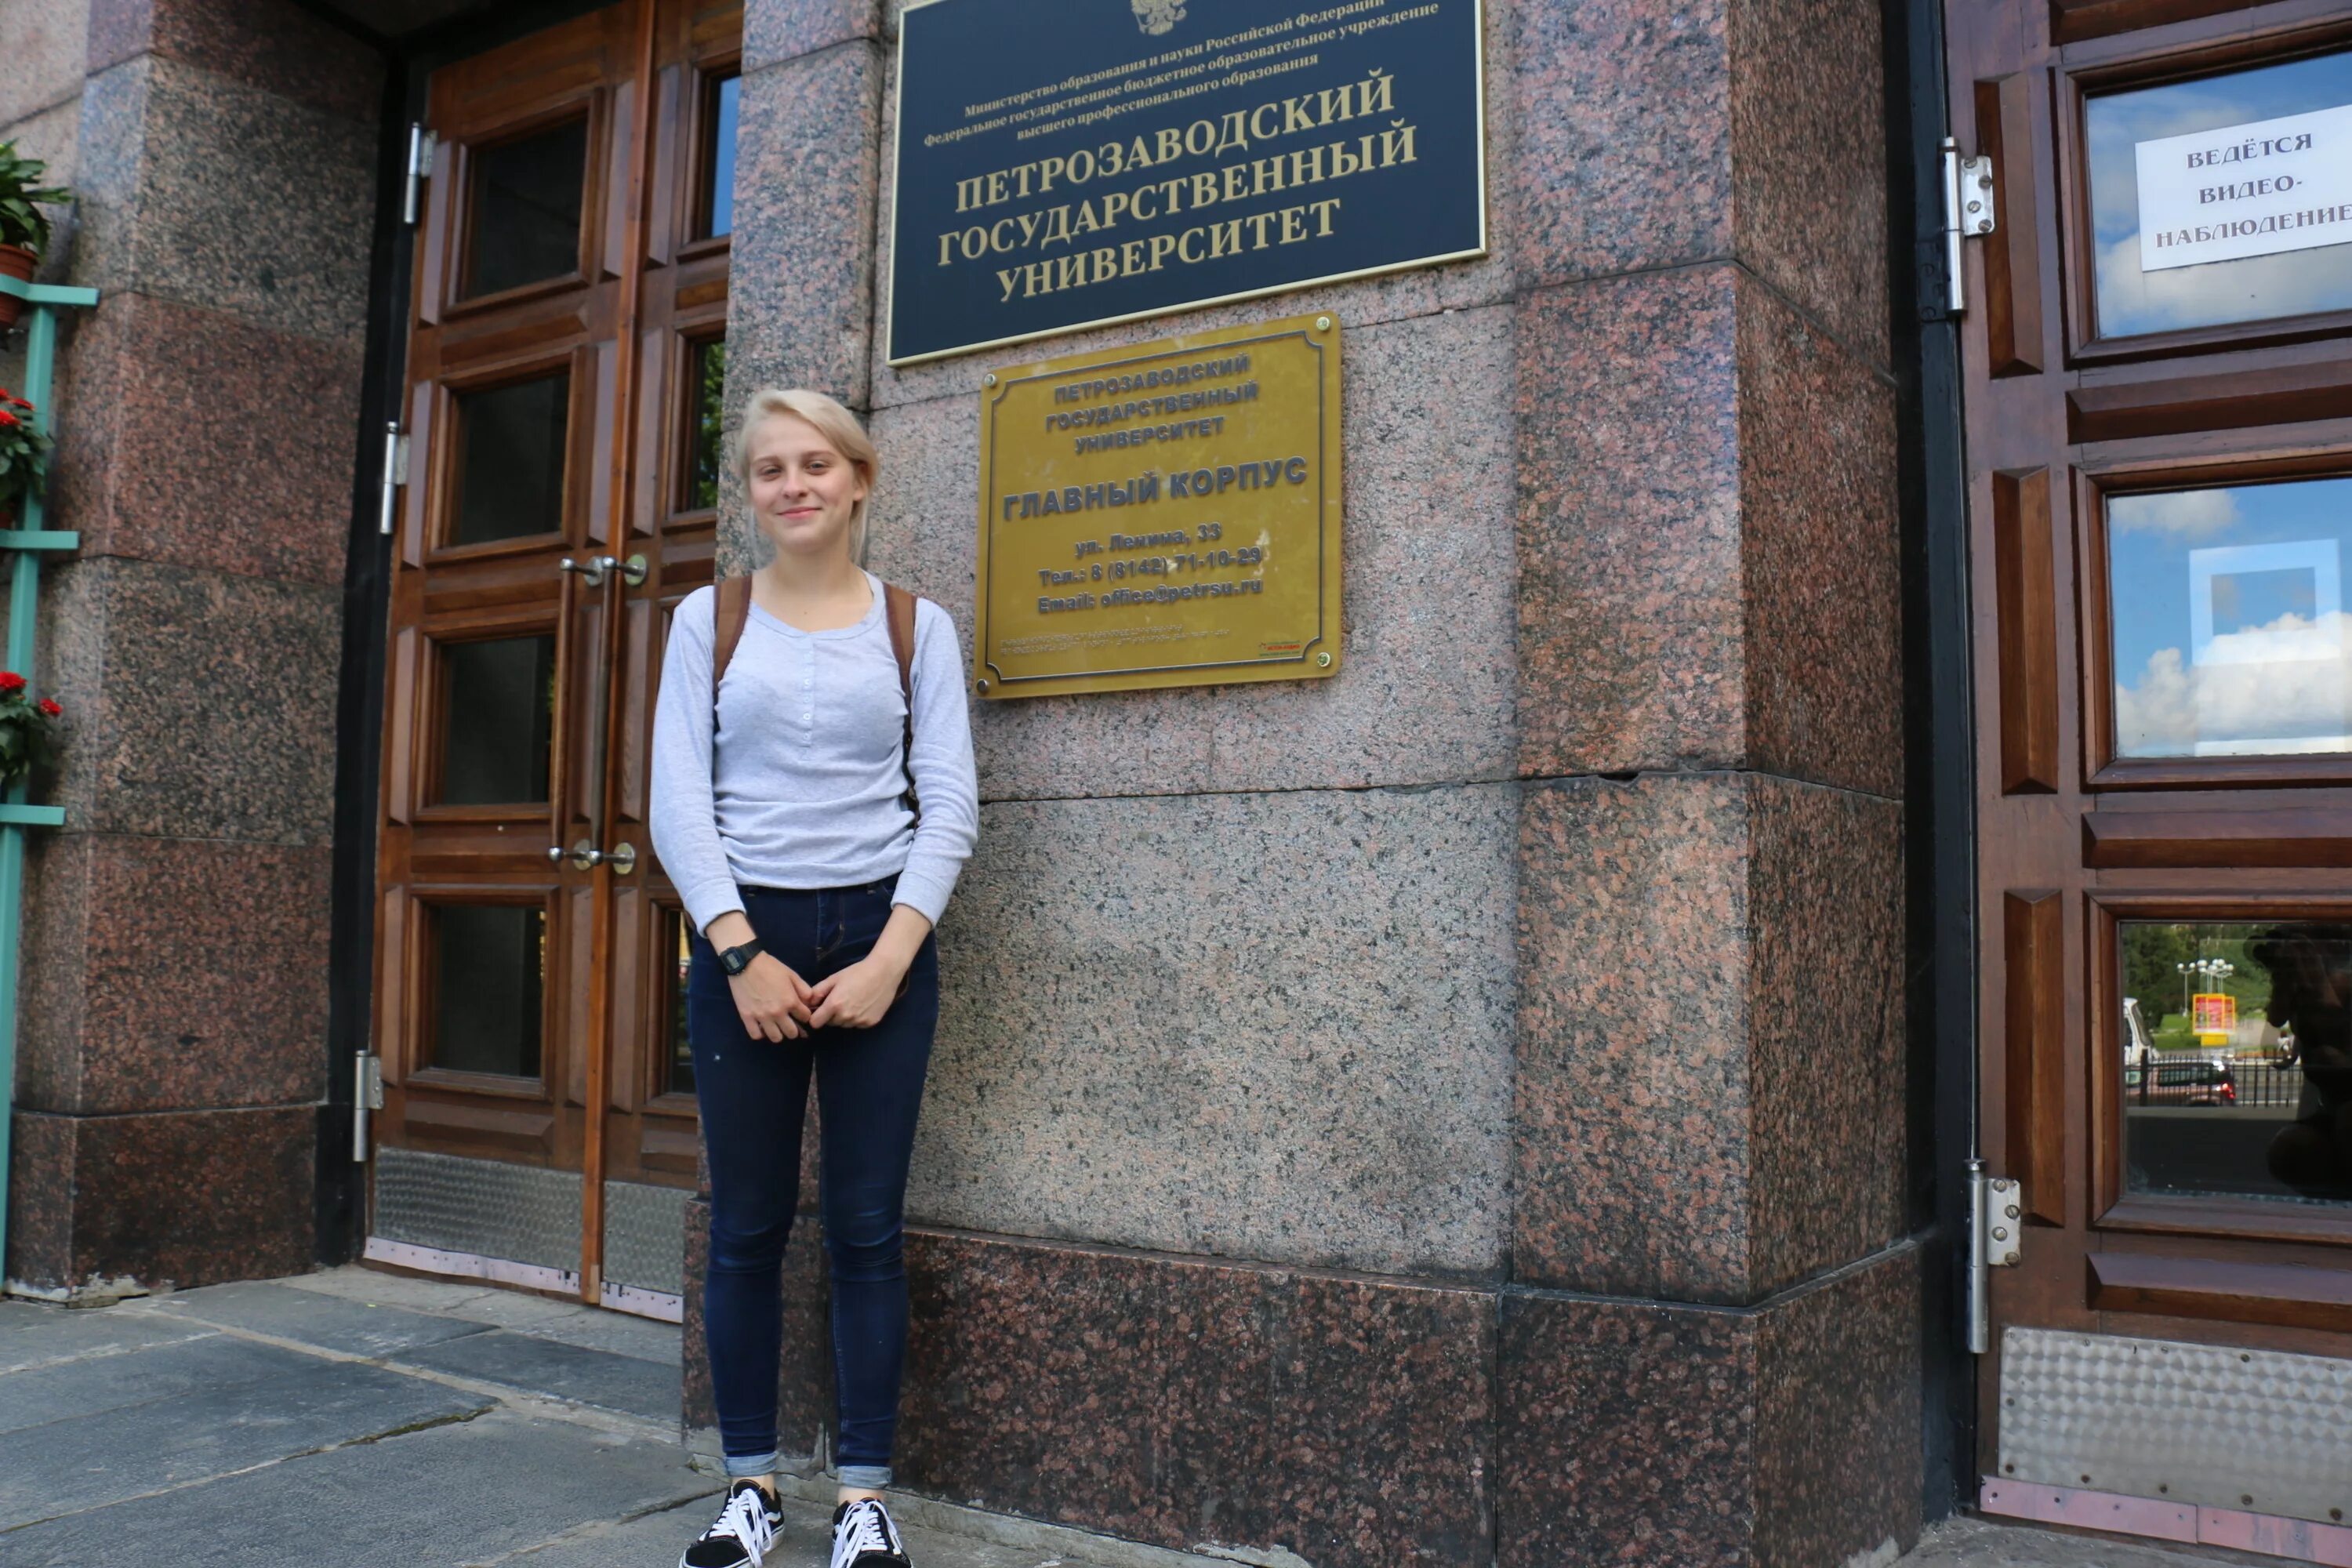 Министерство образования и науки Российской Федерации
Федеральное государственное бюджетное образовательное учреждение
высшего профессионального образования
ПЕТРОЗАВОДСКИЙ
ГОСУДАРСТВЕННЫЙ
УНИВЕРСИТЕТ
ПЕТРОЗАВОДСКИЙ
ГОСУДАРСТВЕННЫЙ
УНИВЕРСИТЕТ
ГЛАВНЫЙ КОРПУС
ул. Ленина, 33
Тел.: 8 (8142) 71-10-29
Email: office@petrsu.ru
ВЕДЁТСЯ
ВИДЕО-
НАБЛЮДЕНИЕ